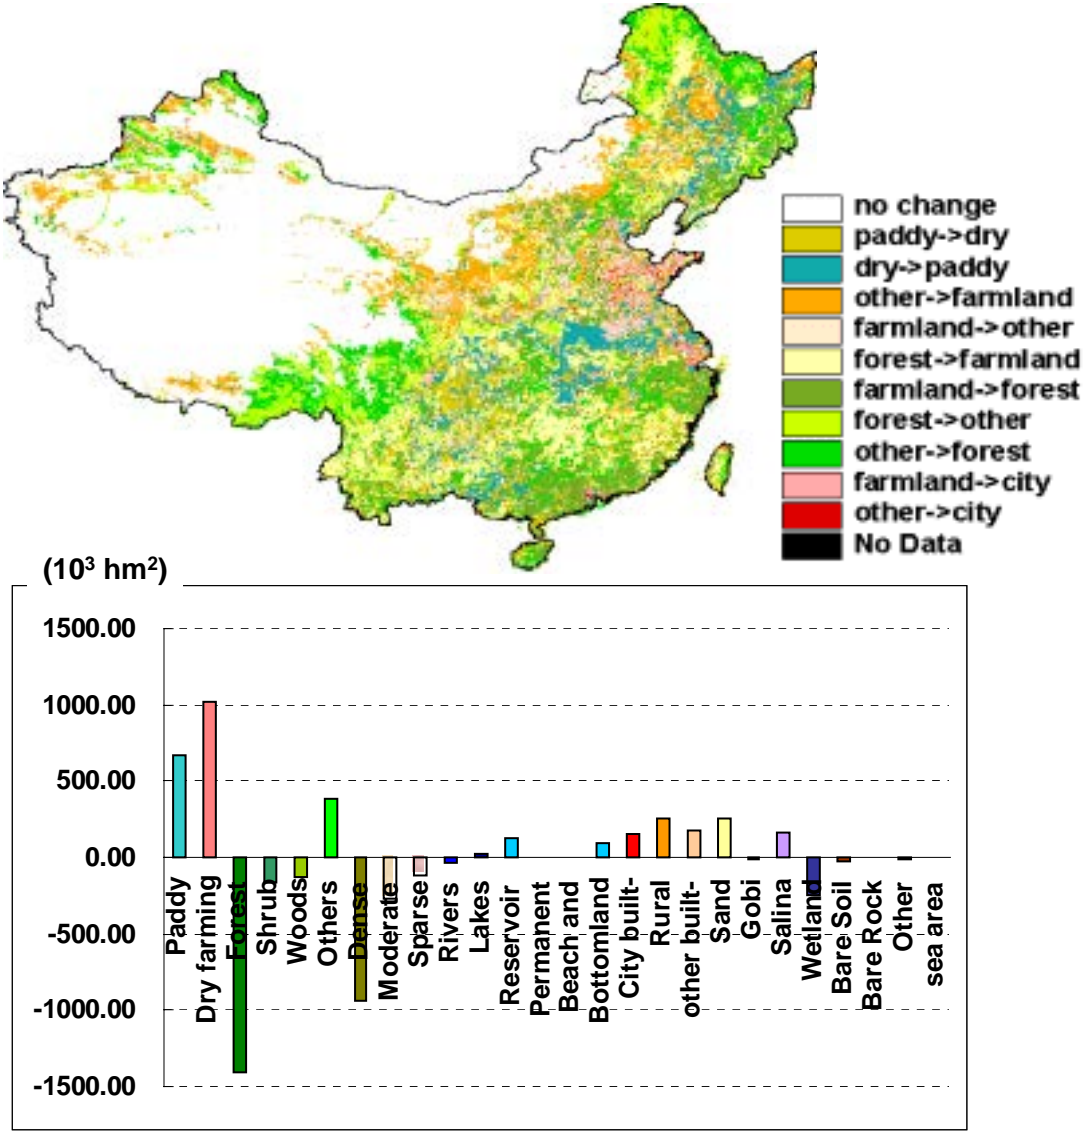 no change
paddy->dry
dry->paddy
other->farmland
farmland->other
forest->farmland
farmland->forest
forest->other
other->forest
farmland->city
other->city
No Data
(10³ hm²)
1500.00
1000.00
500.00
0.00
-500.00
-1000.00
-1500.00
Paddy
Dry farming
Forest
Shrub
Woods
Others
Dense
Moderate
Sparse
Rivers
Lakes
Reservoir
Permanent
Beach and
Bottomland
City built-
Rural
other built-
Sand
Gobi
Salina
Wetland
Bare Soil
Bare Rock
Other
sea area